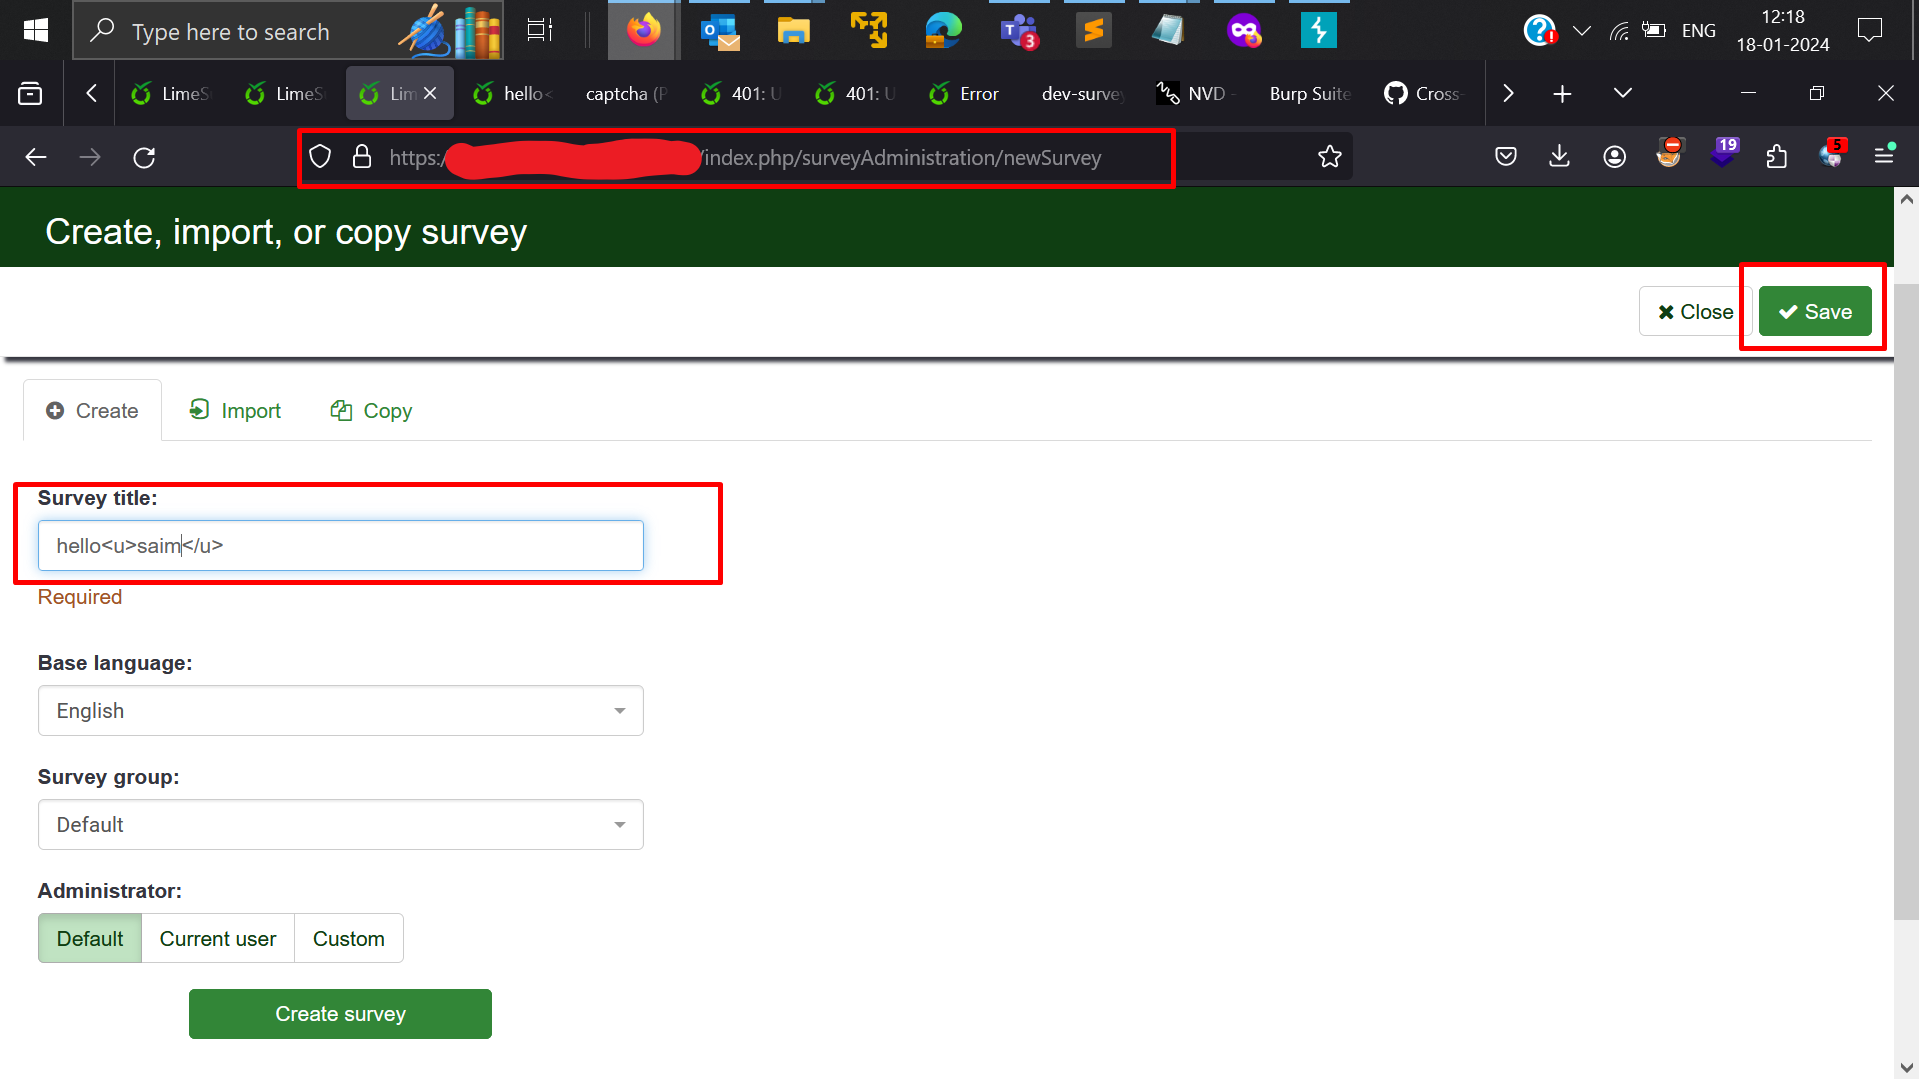 Type here to search
3
ENG
12:18
18-01-2024
LimeSu
LimeSu
Lim
hello<
captcha (P
401: U
401: U
Error
dev-survey
NVD -
Burp Suite
Cross-
https:/
/index.php/surveyAdministration/newSurvey
19
5
Create, import, or copy survey
Close
Save
Create
Import
Copy
Survey title:
hello<u>saim</u>
Required
Base language:
English
Survey group:
Default
Administrator:
Default
Current user
Custom
Create survey